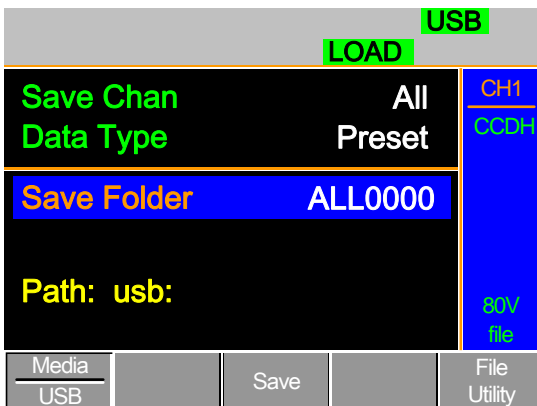 USB
LOAD
Save Chan All
Data Type Preset
Save Folder ALL0000
Path: usb:
CH1
CCDH
80V
file
Media
USB
Save
File
Utility